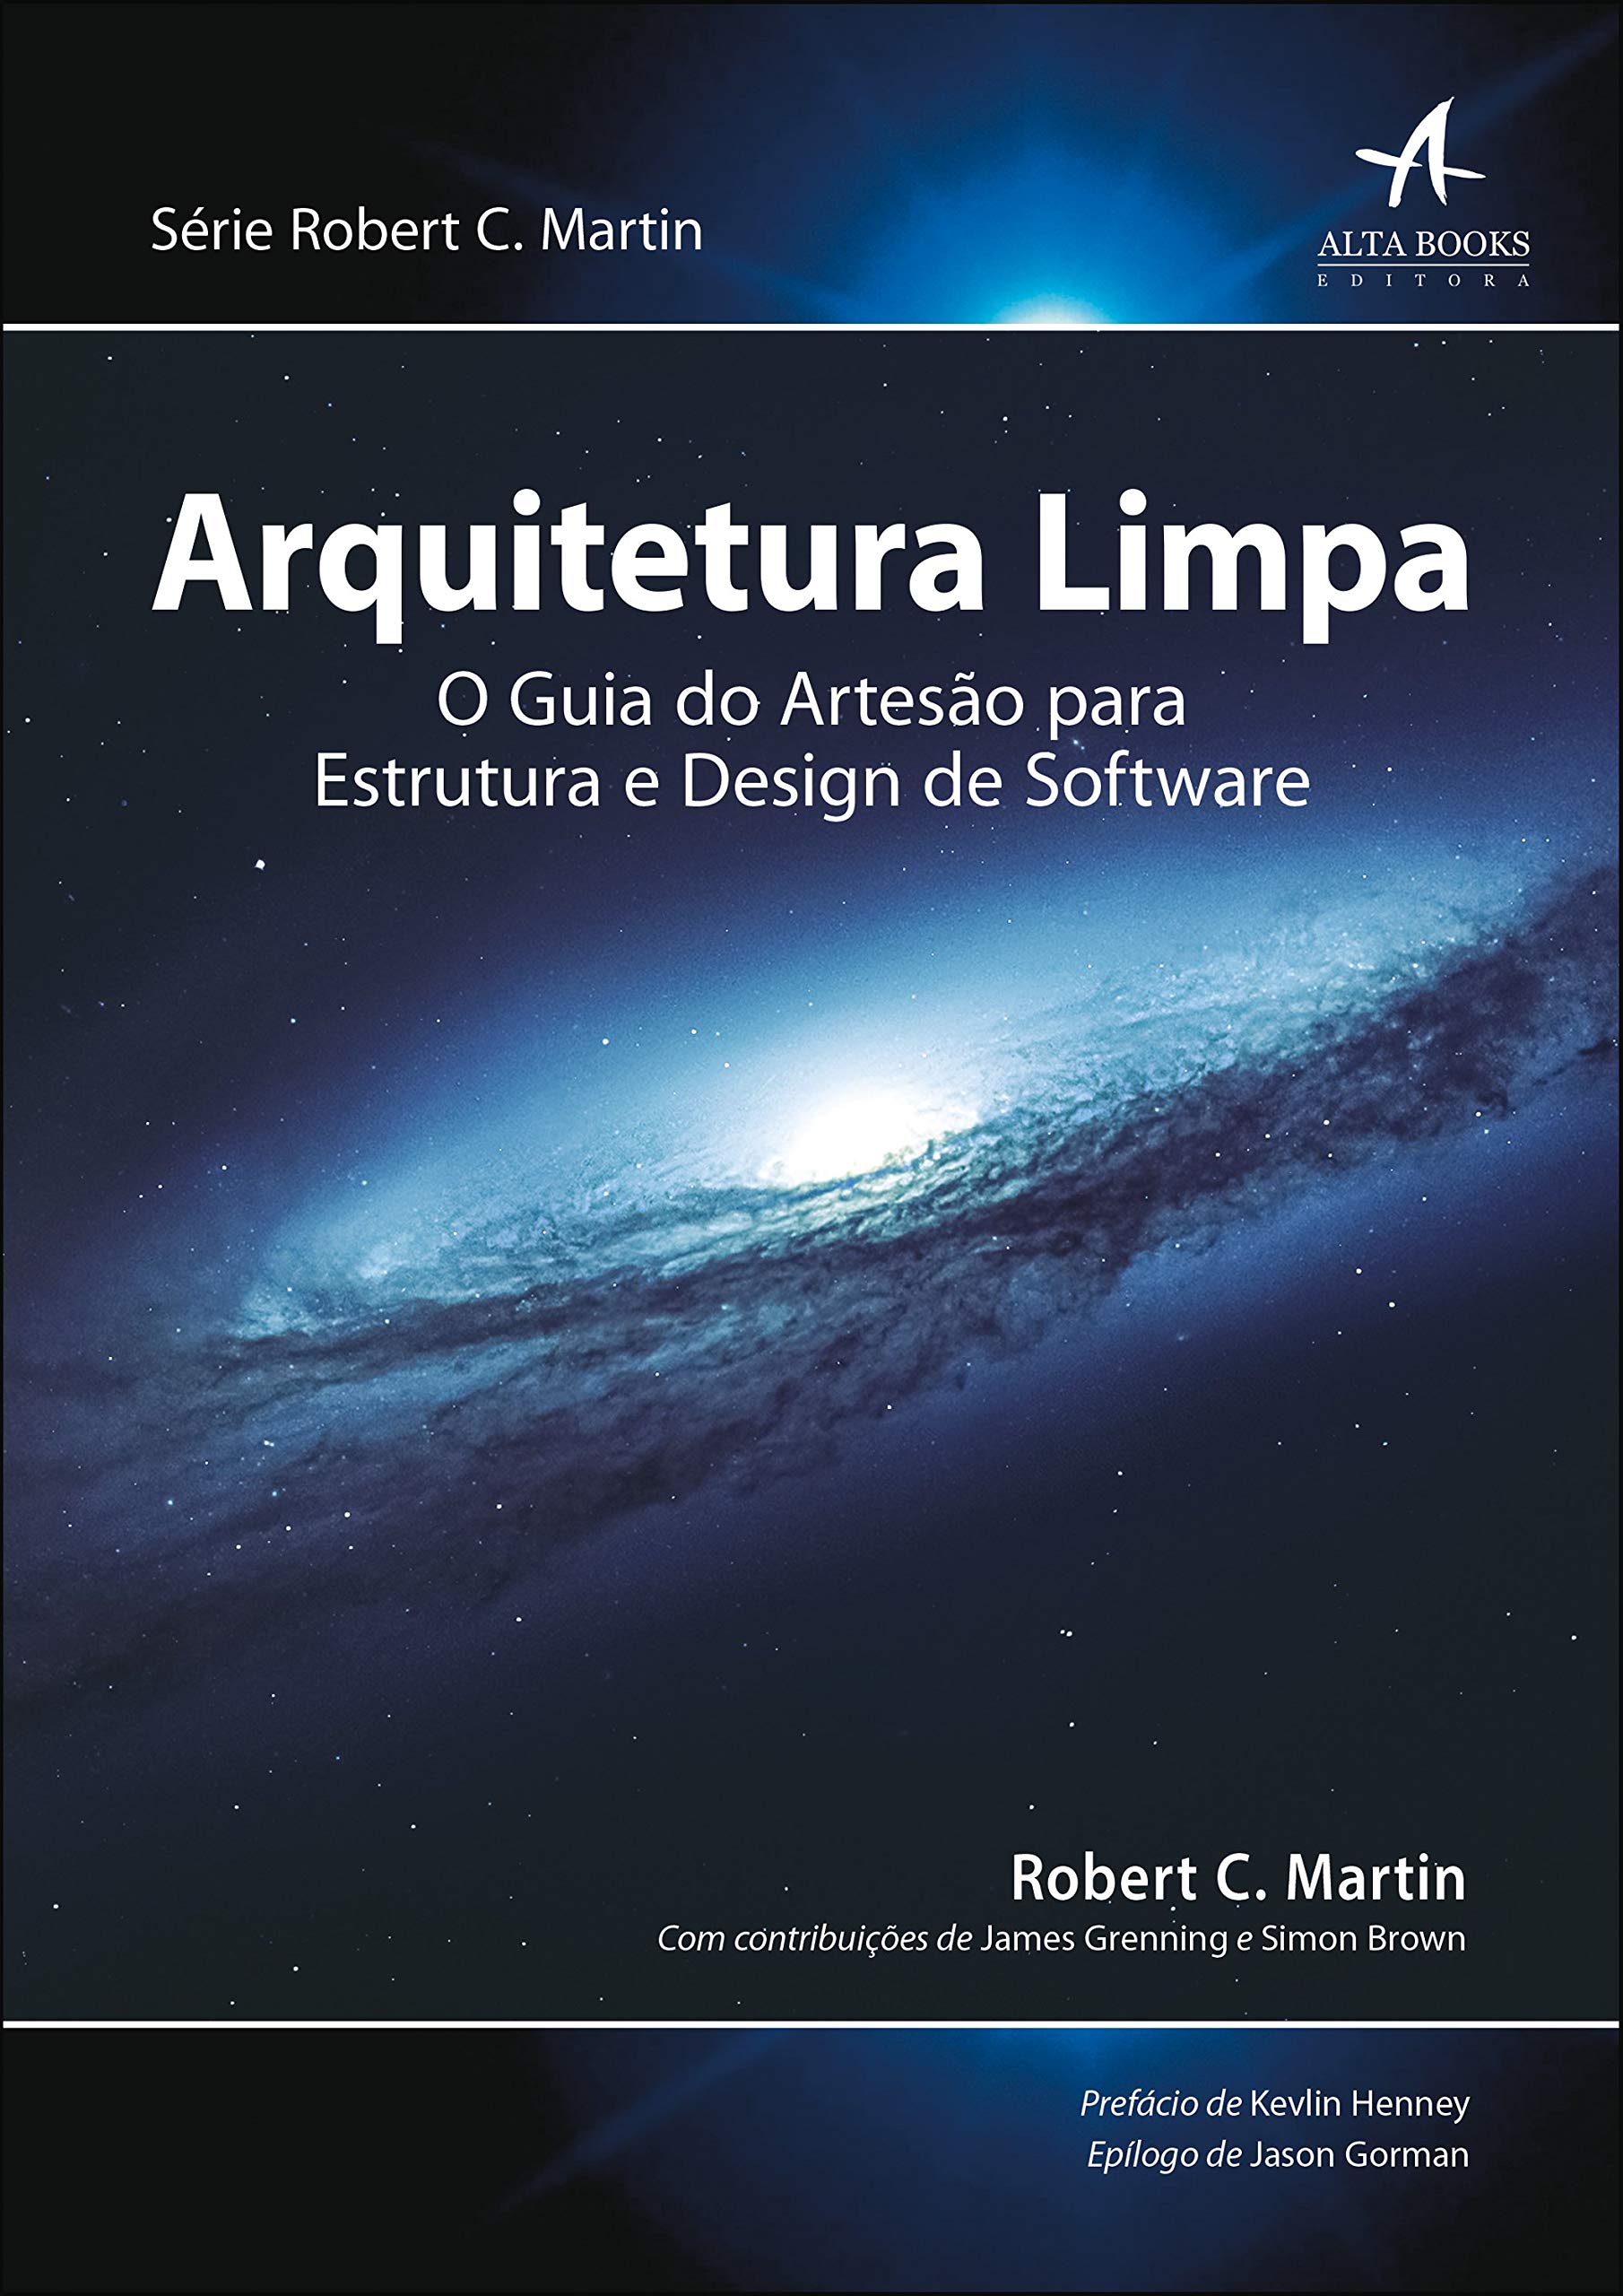 Série Robert C. Martin
ALTA BOOKS
EDITORA
Arquitetura Limpa
O Guia do Artesão para
Estrutura e Design de Software
Robert C. Martin
Com contribuições de James Grenning e Simon Brown
Prefácio de Kevlin Henney
Epílogo de Jason Gorman